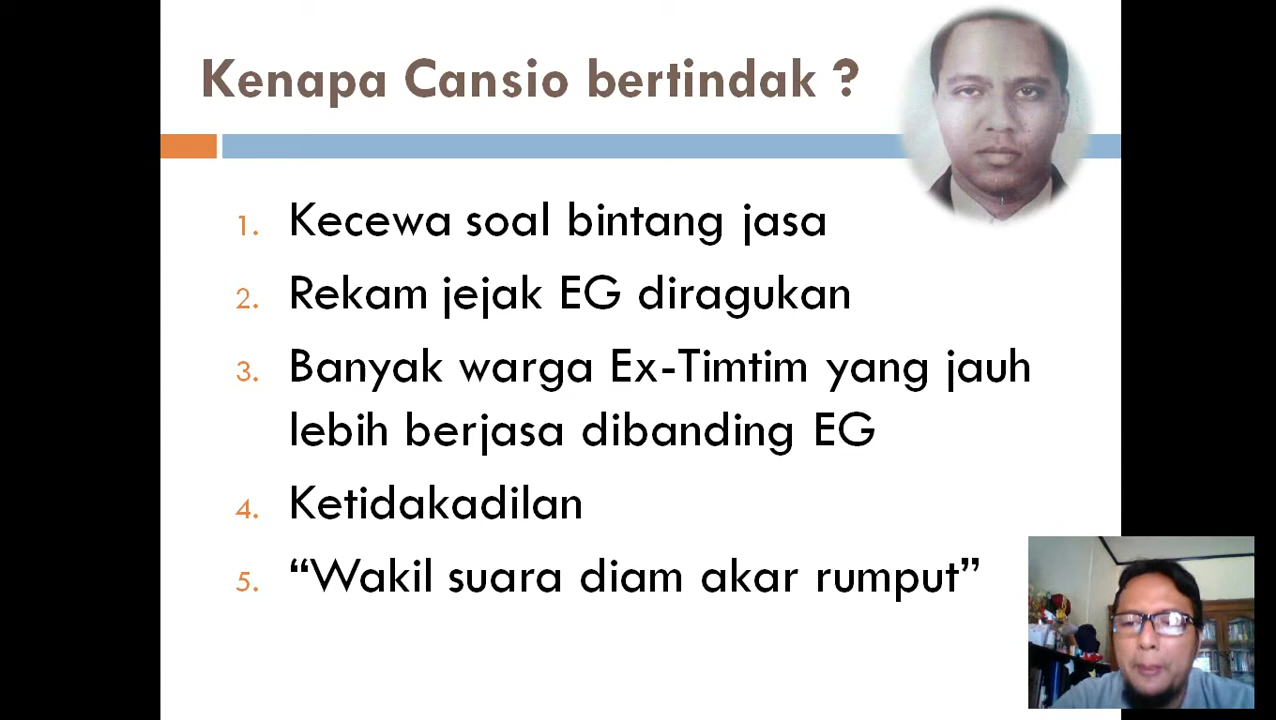 Kenapa Cansio bertindak ?
1. Kecewa soal bintang jasa
2. Rekam jejak EG diragukan
3. Banyak warga Ex-Timtim yang jauh
lebih berjasa dibanding EG
4. Ketidakadilan
5. “Wakil suara diam akar rumput”